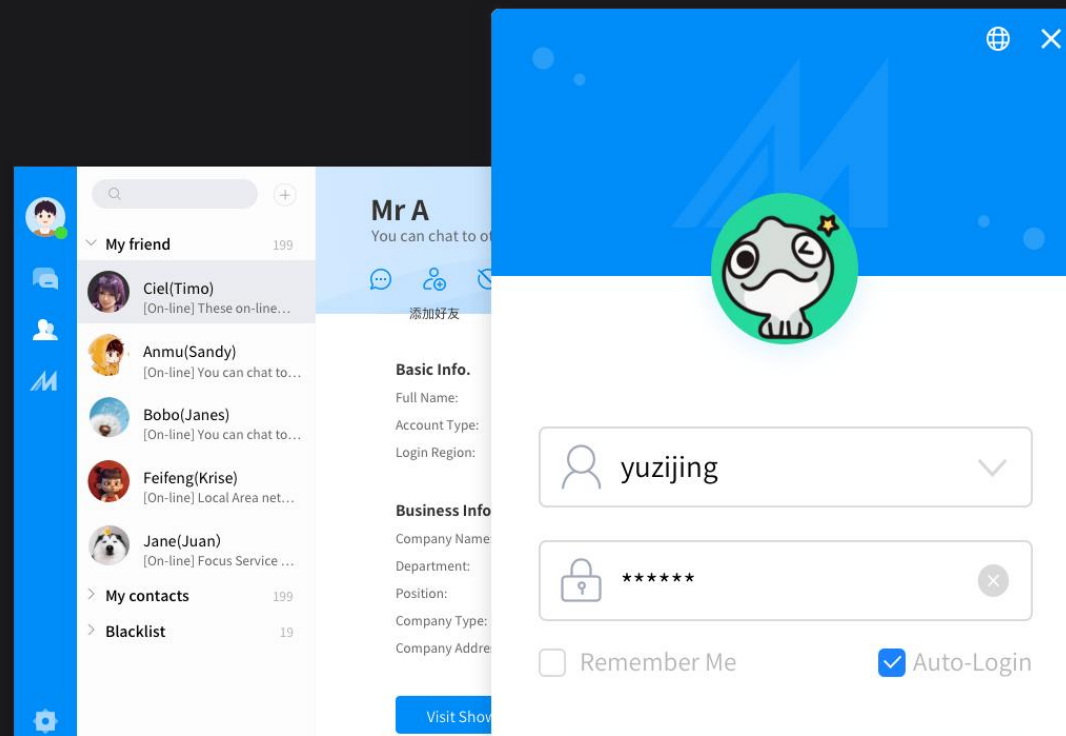 My friend 199
Ciel(Timo)
[On-line] These on-line...
Anmu(Sandy)
[On-line] You can chat to...
Bobo(Janes)
[On-line] You can chat to...
Feifeng(Krise)
[On-line] Local Area net...
Jane(Juan)
[On-line] Focus Service ...
My contacts 199
Blacklist 19
Mr A
You can chat to ot
添加好友
Basic Info.
Full Name:
Account Type:
Login Region:
Business Info
Company Name:
Department:
Position:
Company Type:
Company Addre
Visit Show
yuzijing
******
Remember Me
Auto-Login